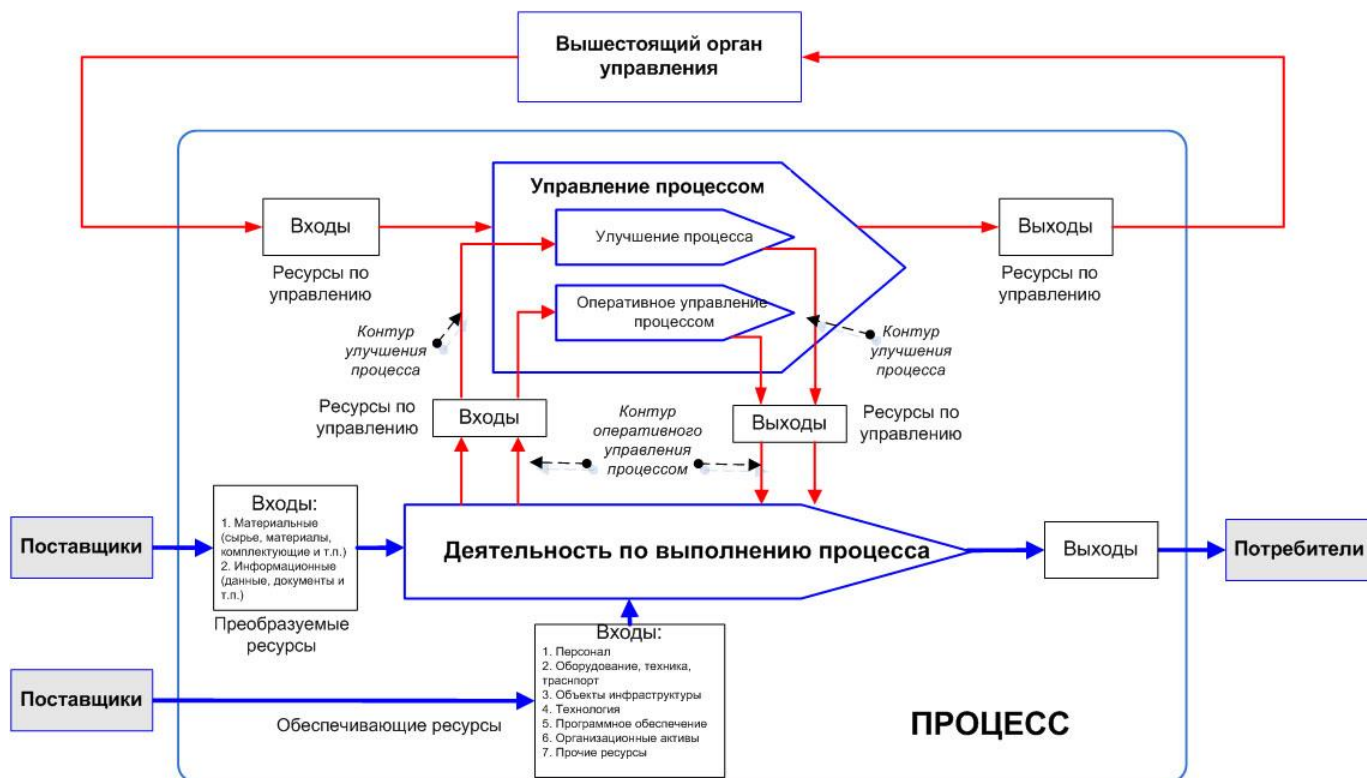 Вышестоящий орган
управления
Управление процессом
Входы
Улучшение процесса
Выходы
Ресурсы по
управлению
Ресурсы по
управлению
Оперативное управление
процессом
Контур
улучшения
процесса
Контур
улучшения
процесса
Ресурсы по
управлению
Входы
Контур
оперативного
управления
процессом
Выходы
Ресурсы по
управлению
Поставщики
Входы:
1. Материальные
(сырье, материалы,
комплектующие и т.п.)
2. Информационные
(данные, документы и
т.п.)
Преобразуемые
ресурсы
Деятельность по выполнению процесса
Выходы
Потребители
Поставщики
Обеспечивающие ресурсы
Входы:
1. Персонал
2. Оборудование, техника,
траснпорт
3. Объекты инфраструктуры
4. Технология
5. Программное обеспечение
6. Организационные активы
7. Прочие ресурсы
ПРОЦЕСС